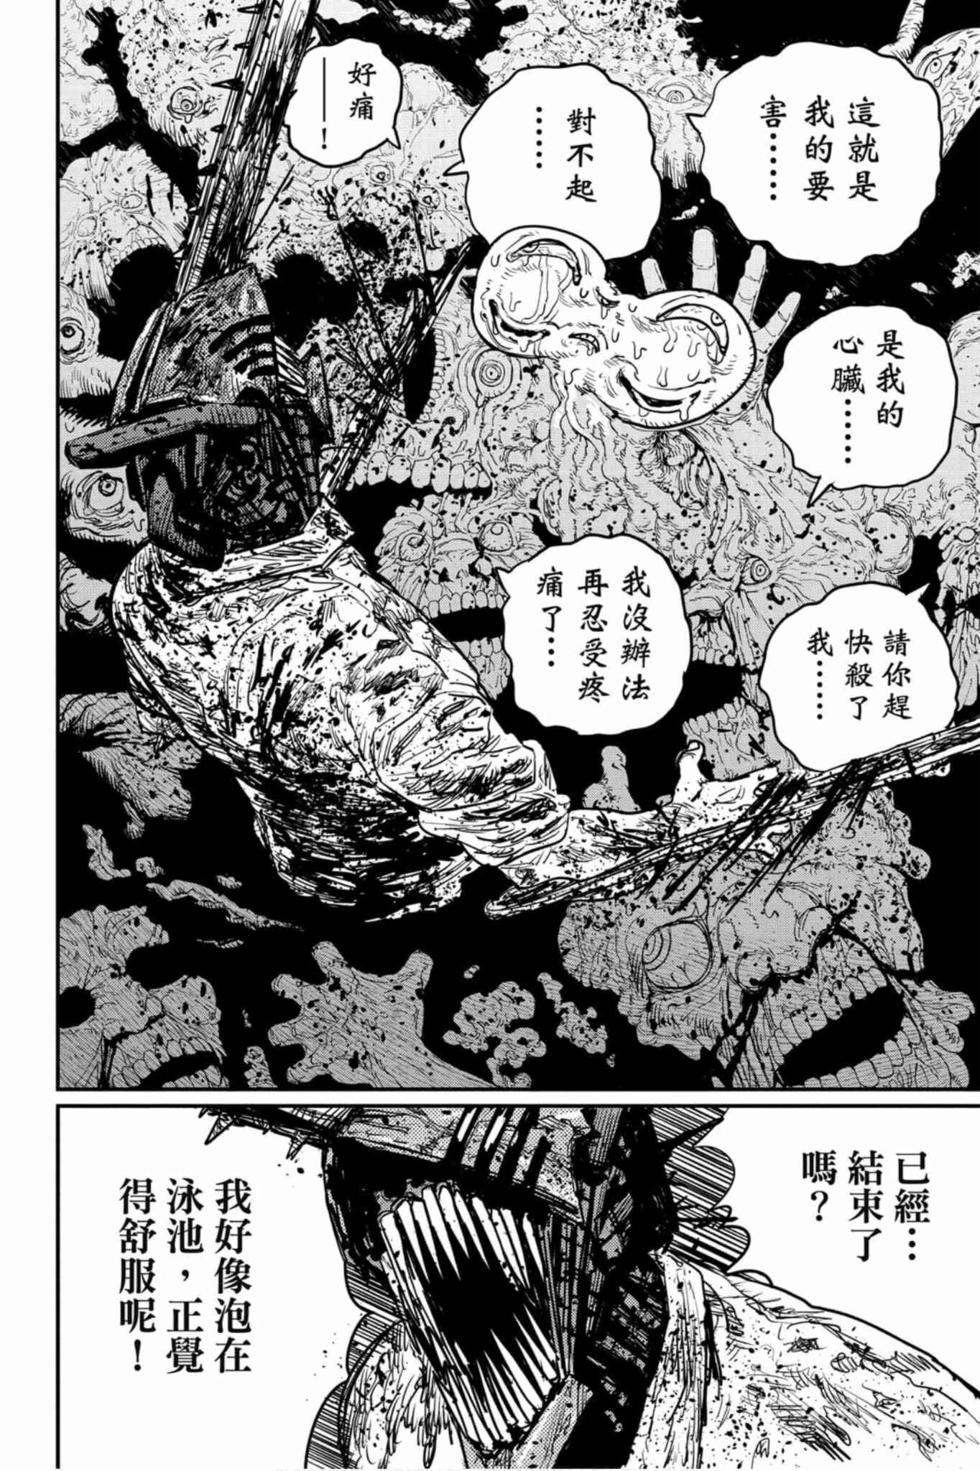 這就是
我的要
害……
是我的
心臟……
請你趕
快殺了
我……
對不起
……
我沒辦法
再忍受疼
痛了…
好痛
——！
已經…
結束了
嗎？
我好像泡在
泳池，正覺
得舒服呢！